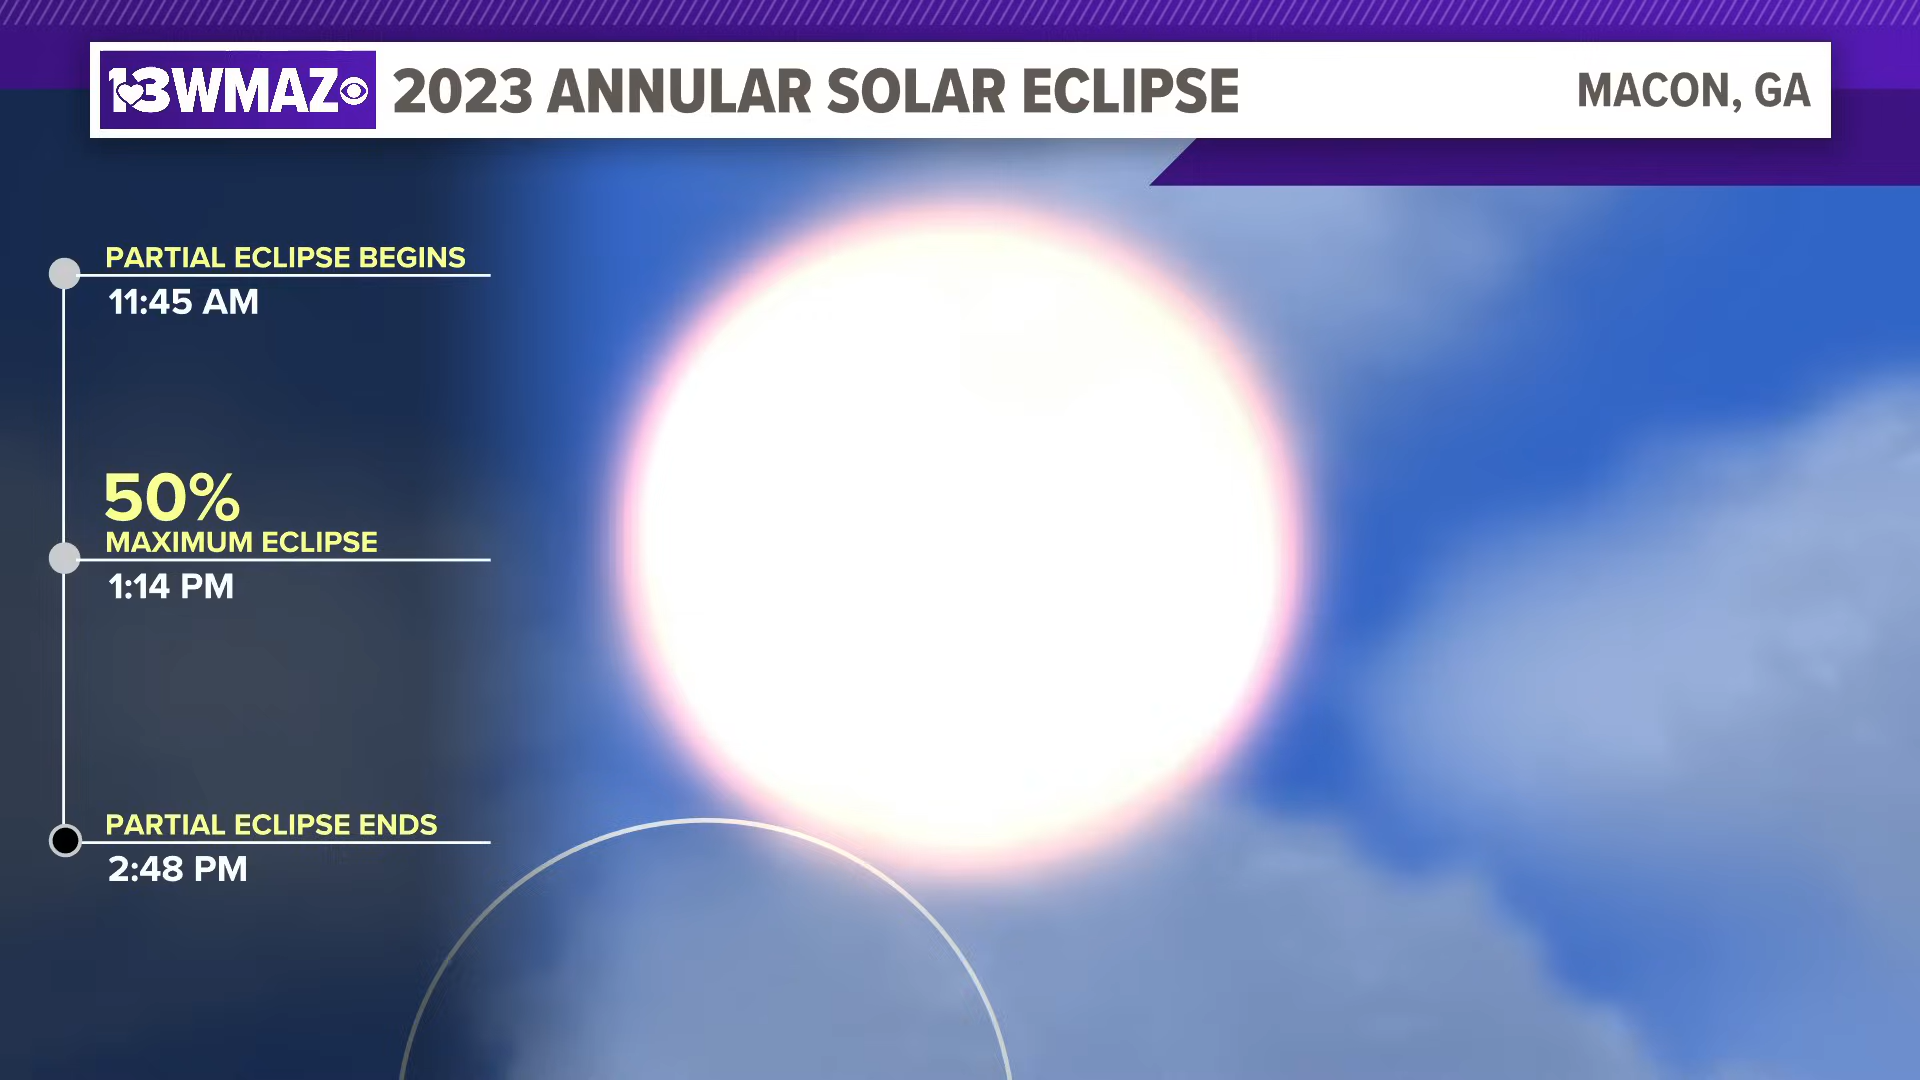 13WMAZ
2023 ANNULAR SOLAR ECLIPSE
MACON, GA
PARTIAL ECLIPSE BEGINS
11:45 AM
50%
MAXIMUM ECLIPSE
1:14 PM
PARTIAL ECLIPSE ENDS
2:48 PM